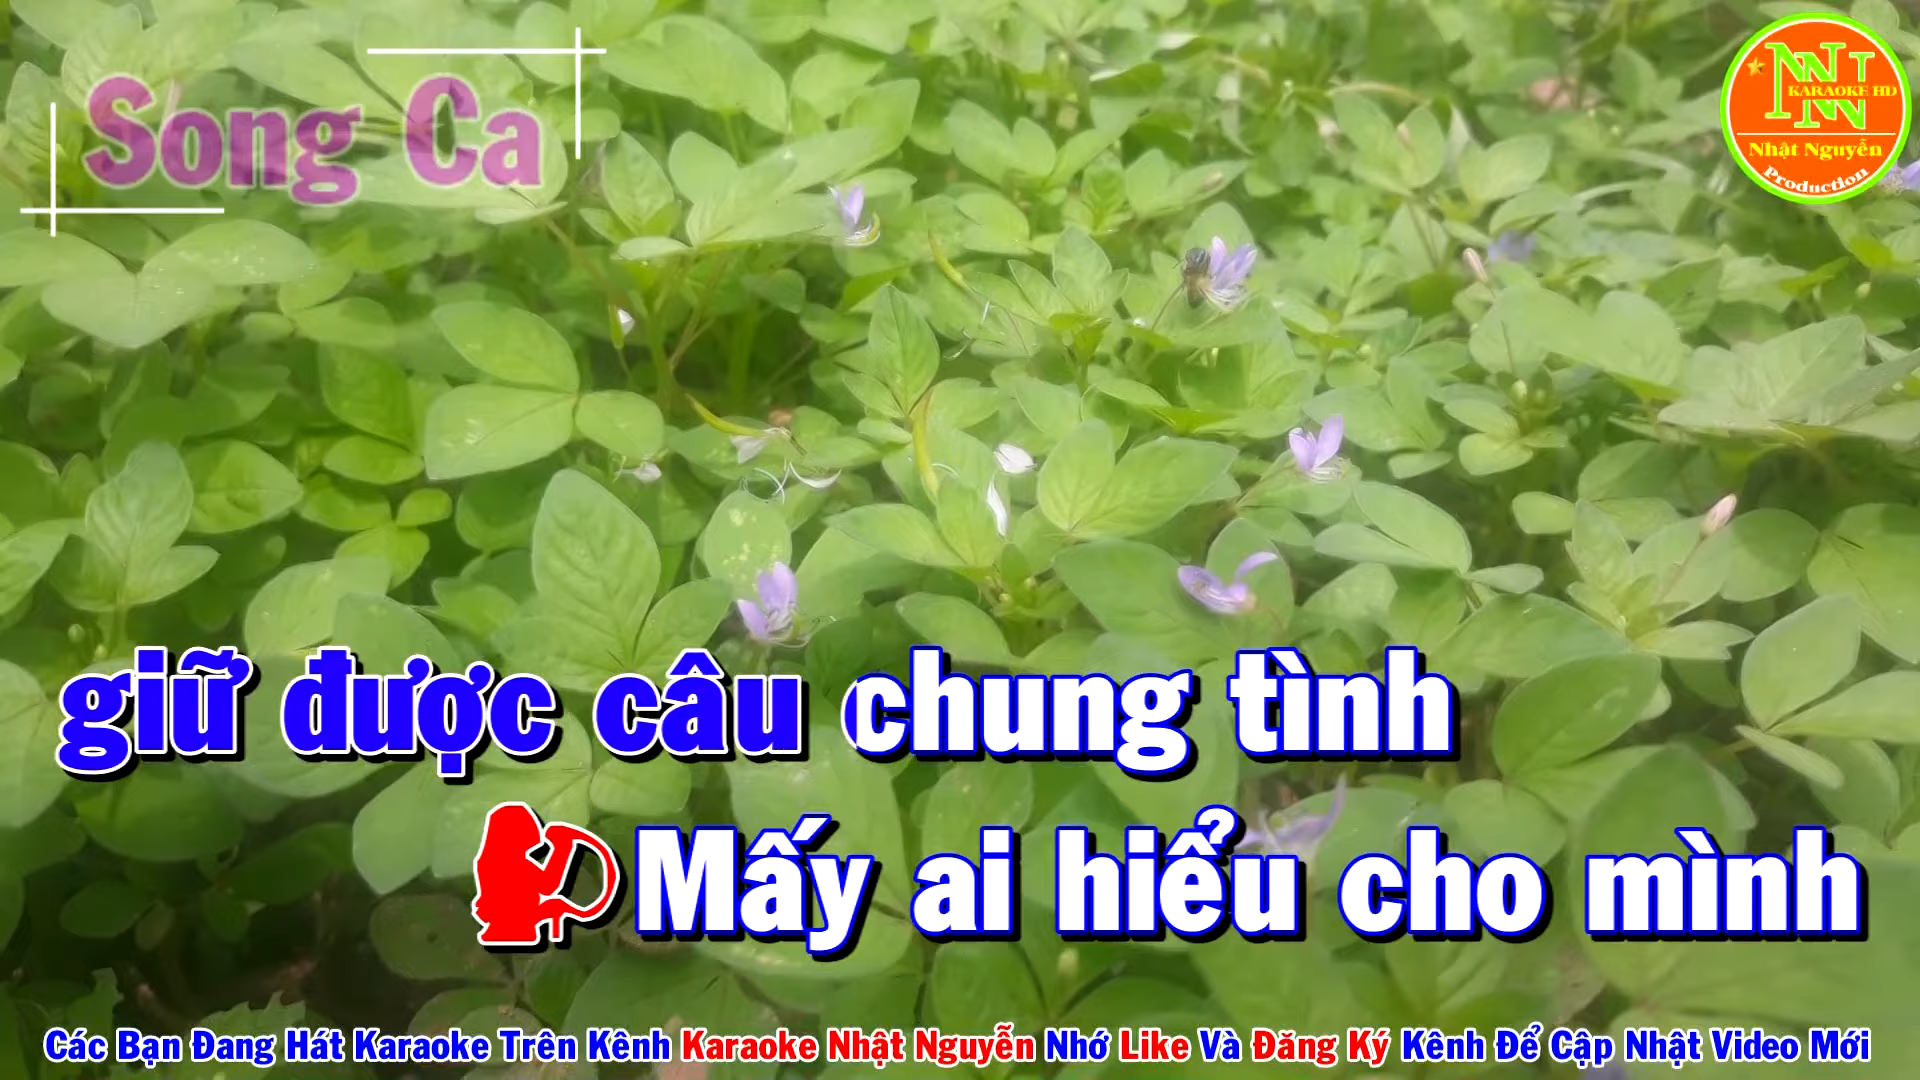 Song Ca
NN
KARAOKE HD
NN
Nhật Nguyễn
Production
giữ được câu chung tình
Mấy ai hiểu cho mình
Các Bạn Đang Hát Karaoke Trên Kênh Karaoke Nhật Nguyễn Nhớ Like Và Đăng Ký Kênh Để Cập Nhật Video Mới